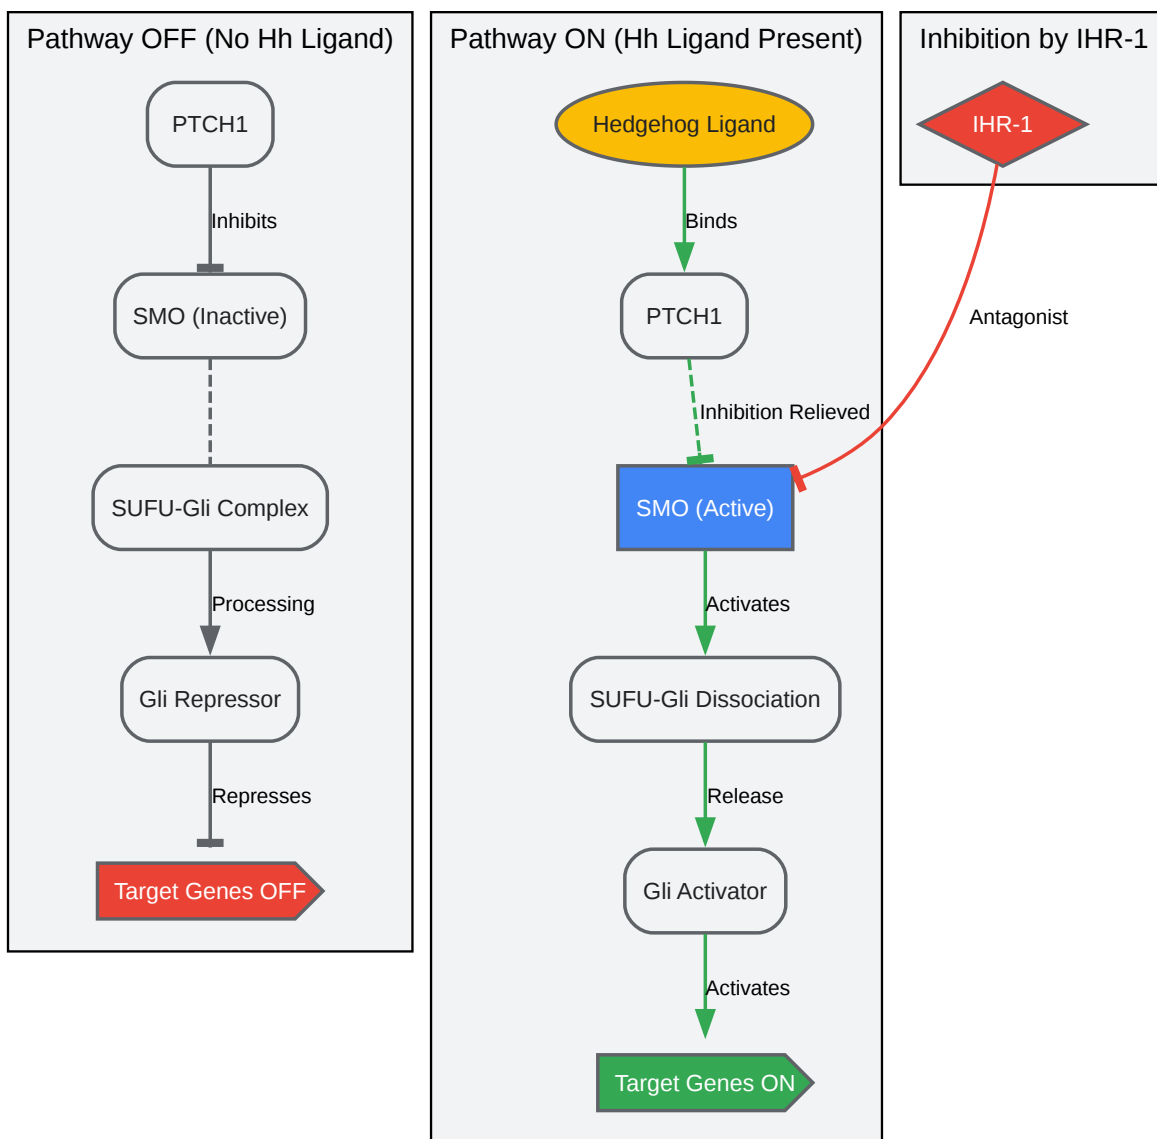 Pathway OFF (No Hh Ligand)
PTCH1
Inhibits
SMO (Inactive)
SUFU-Gli Complex
Processing
Gli Repressor
Represses
Target Genes OFF
Pathway ON (Hh Ligand Present)
Hedgehog Ligand
Binds
PTCH1
Inhibition Relieved
SMO (Active)
Activates
SUFU-Gli Dissociation
Release
Gli Activator
Activates
Target Genes ON
Inhibition by IHR-1
IHR-1
Antagonist